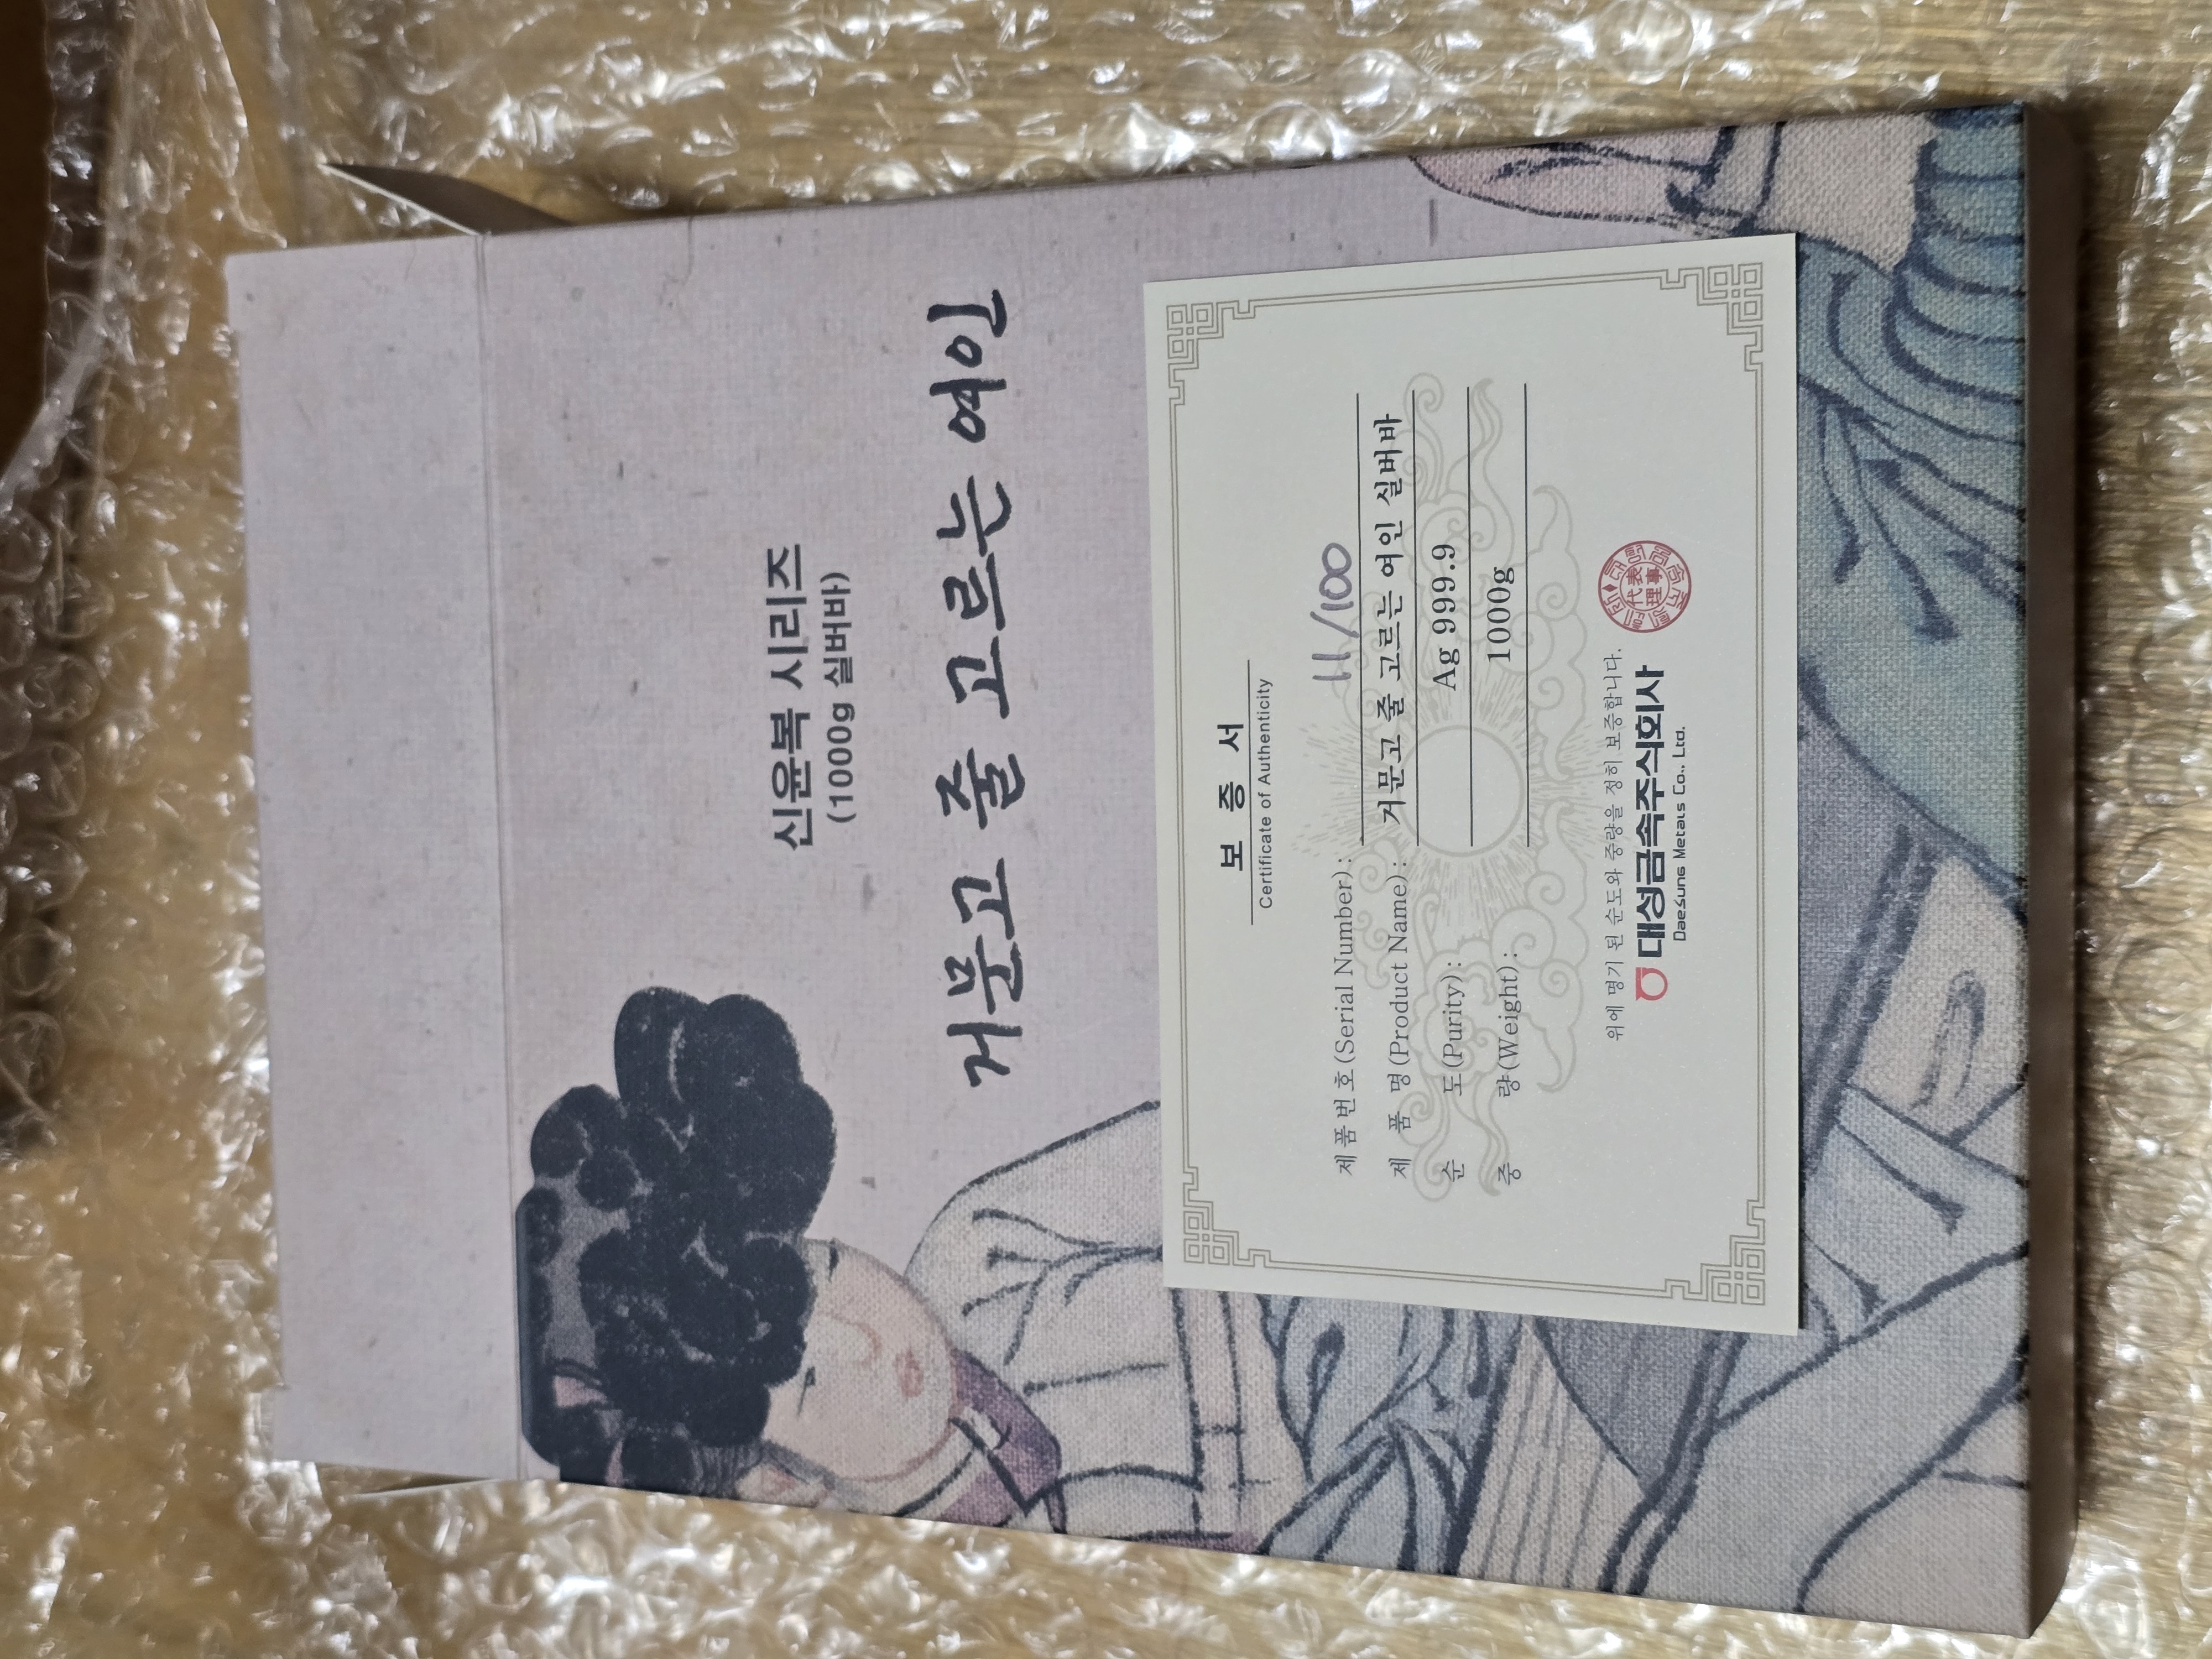 신윤복 시리즈
(1000g 실버바)
거문고 줄 고르는 여인
보 증 서
Certificate of Authenticity
제품번호(Serial Number) : 11/100
제 품 명(Product Name) : 거문고 줄 고르는 여인 실버바
순 도(Purity) : Ag 999.9
중 량(Weight) : 1000g
위에 명기 된 순도와 중량을 정히 보증합니다.
대성금속주식회사
DaeSung Metals Co., Ltd.
代表
理事